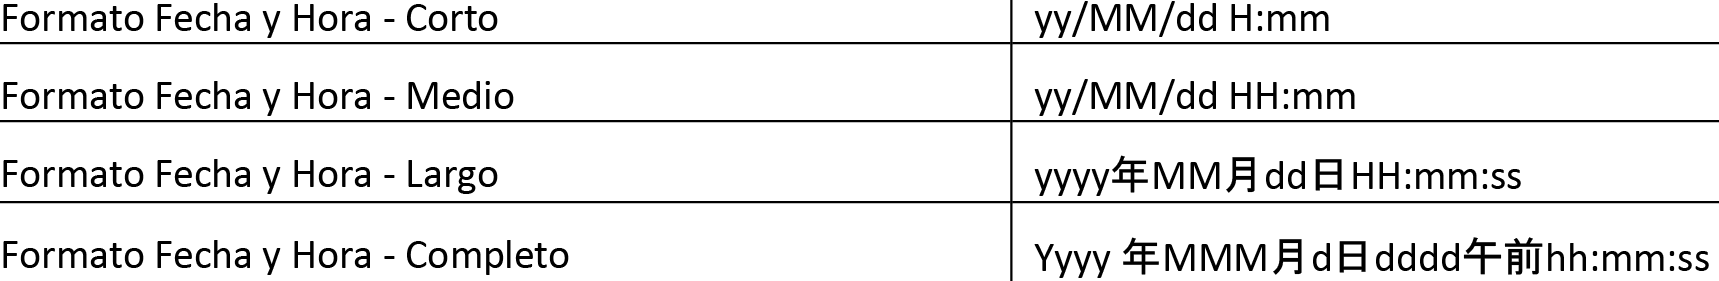 Formato Fecha y Hora - Corto yy/MM/dd H:mm
Formato Fecha y Hora - Medio yy/MM/dd HH:mm
Formato Fecha y Hora - Largo yyyy年MM月dd日HH:mm:ss
Formato Fecha y Hora - Completo Yyyy 年MMM月d日dddd午前hh:mm:ss